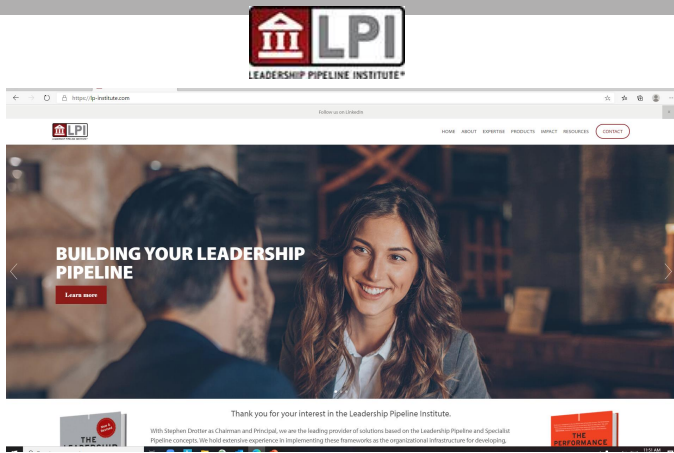 LPI
LEADERSHIP PIPELINE INSTITUTE®
https://lp-institute.com
Follow us on LinkedIn
LPI
HOME ABOUT EXPERTISE PRODUCTS IMPACT RESOURCES CONTACT
BUILDING YOUR LEADERSHIP
PIPELINE
Learn more
Thank you for your interest in the Leadership Pipeline Institute.
With Stephen Drotter as Chairman and Principal, we are the leading provider of solutions based on the Leadership Pipeline and Specialist
Pipeline concepts. We hold extensive experience in implementing these frameworks as the organizational infrastructure for developing,
THE
LEADERSHIP
THE
PERFORMANCE
11:51 AM